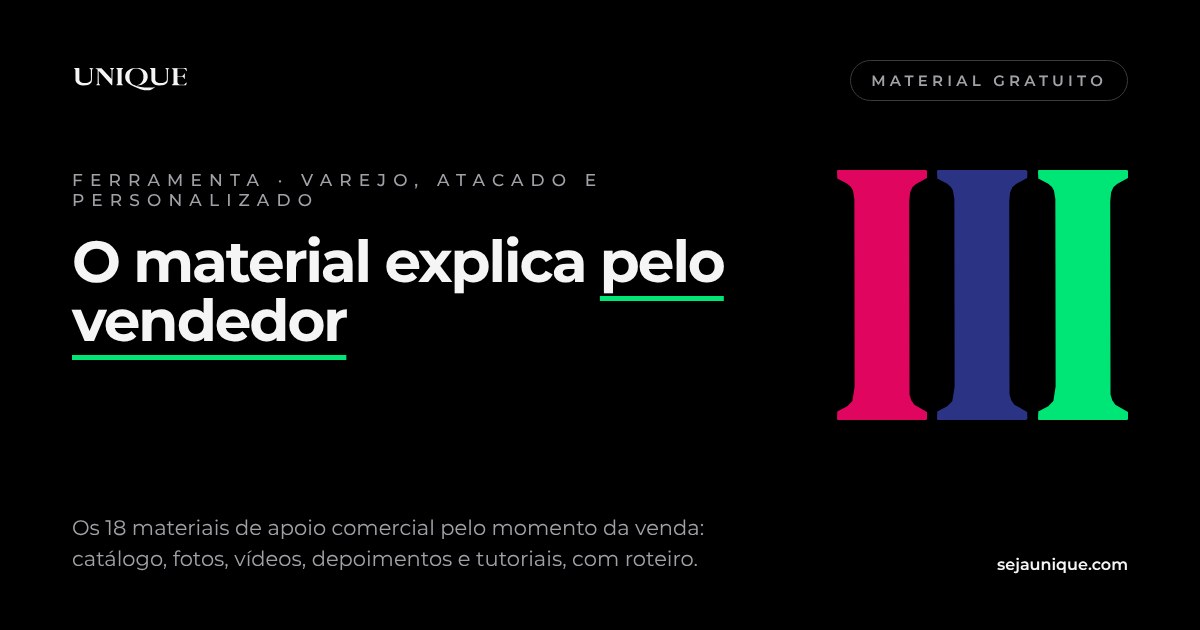 UNIQUE
MATERIAL GRATUITO
FERRAMENTA · VAREJO, ATACADO E
PERSONALIZADO
O material explica pelo
vendedor
Os 18 materiais de apoio comercial pelo momento da venda:
catálogo, fotos, vídeos, depoimentos e tutoriais, com roteiro.
sejaunique.com